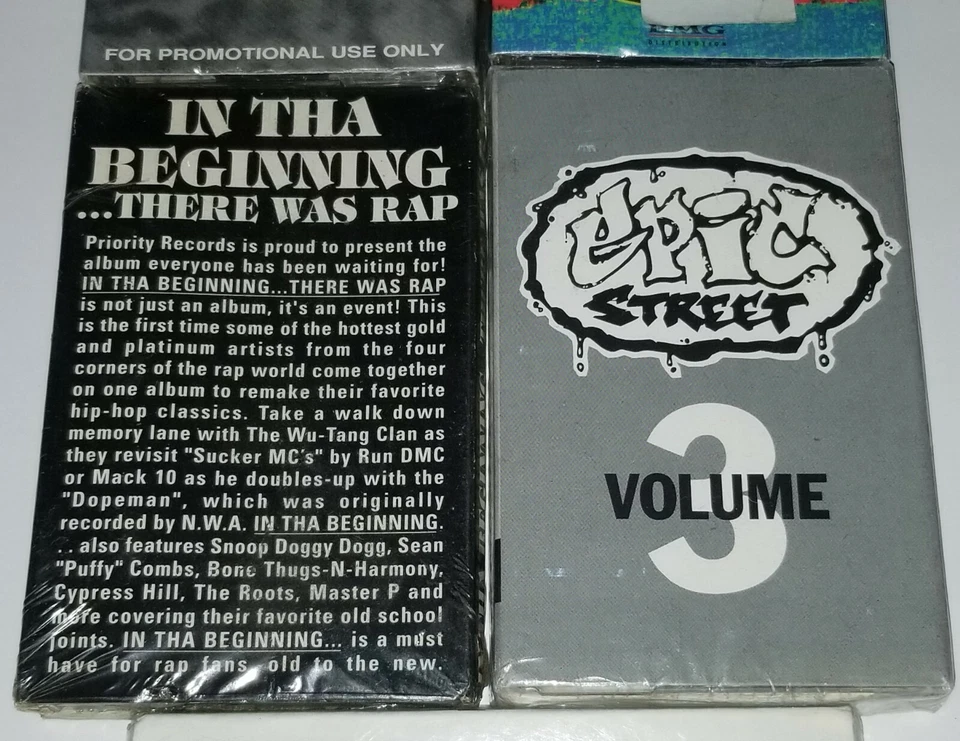 FOR PROMOTIONAL USE ONLY
BMG
DISTRIBUTION
IN THA
BEGINNING
...THERE WAS RAP
Priority Records is proud to present the
album everyone has been waiting for!
IN THA BEGINNING...THERE WAS RAP
is not just an album, it's an event! This
is the first time some of the hottest gold
and platinum artists from the four
corners of the rap world come together
on one album to remake their favorite
hip-hop classics. Take a walk down
memory lane with The Wu-Tang Clan as
they revisit "Sucker MC's" by Run DMC
or Mack 10 as he doubles-up with the
"Dopeman", which was originally
recorded by N.W.A. IN THA BEGINNING.
. . also features Snoop Doggy Dogg, Sean
"Puffy" Combs, Bone Thugs-N-Harmony,
Cypress Hill, The Roots, Master P and
more covering their favorite old school
joints. IN THA BEGINNING... is a must
have for rap fans old to the new.
epic
STREET
3
VOLUME